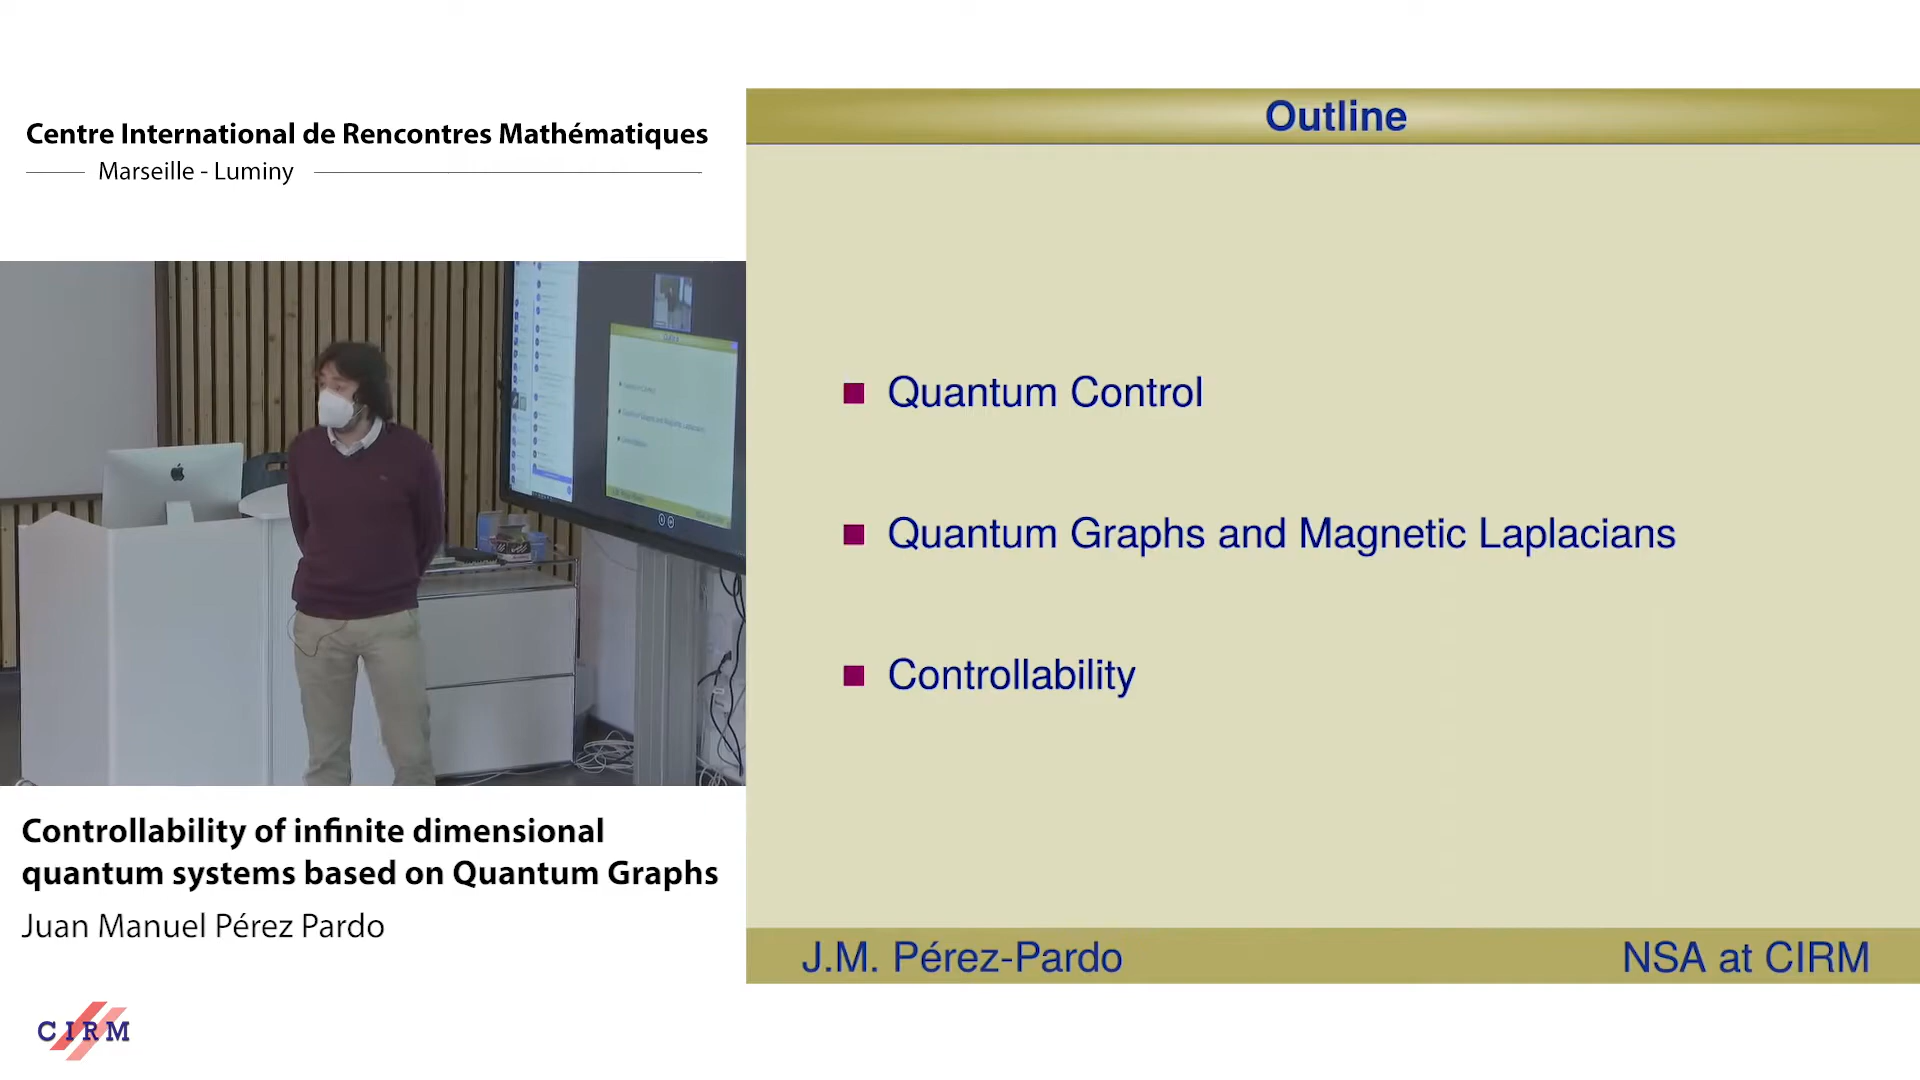 Centre International de Rencontres Mathématiques
Marseille - Luminy
Controllability of infinite dimensional
quantum systems based on Quantum Graphs
Juan Manuel Pérez Pardo
CIRM
Outline
Quantum Control
Quantum Graphs and Magnetic Laplacians
Controllability
J.M. Pérez-Pardo
NSA at CIRM